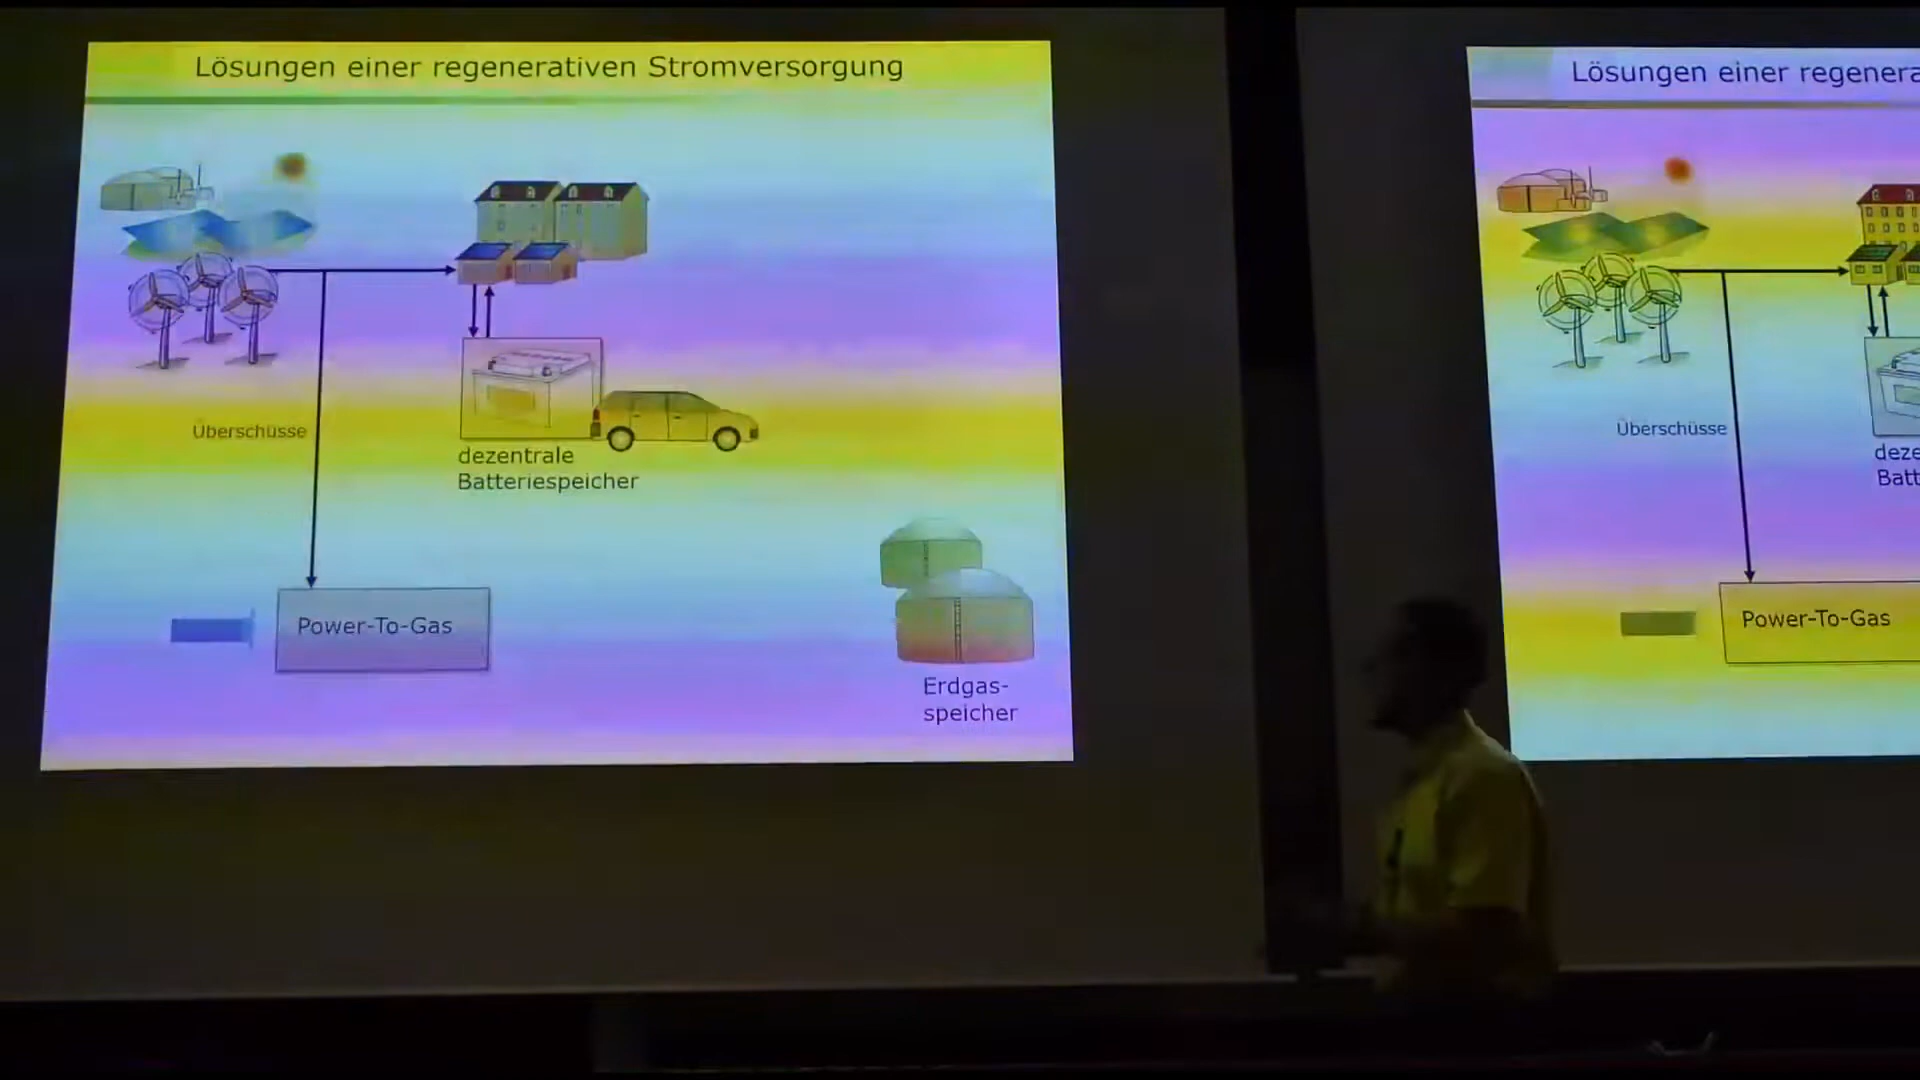 Lösungen einer regenerativen Stromversorgung
Überschüsse
dezentrale
Batteriespeicher
Power-To-Gas
Erdgas-
speicher
Lösungen einer regenera
Überschüsse
deze
Batt
Power-To-Gas